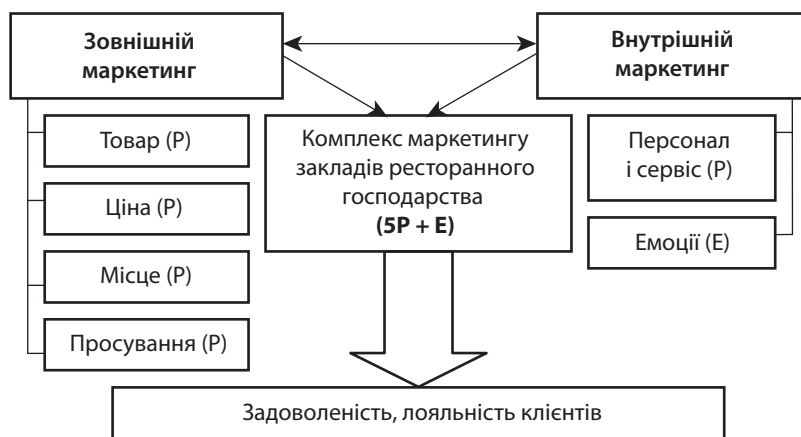 Зовнішній
маркетинг
Внутрішній
маркетинг
Товар (P)
Ціна (P)
Місце (P)
Просування (P)
Комплекс маркетингу
закладів ресторанного
господарства
(5P + E)
Персонал
і сервіс (P)
Емоції (E)
Задоволеність, лояльність клієнтів